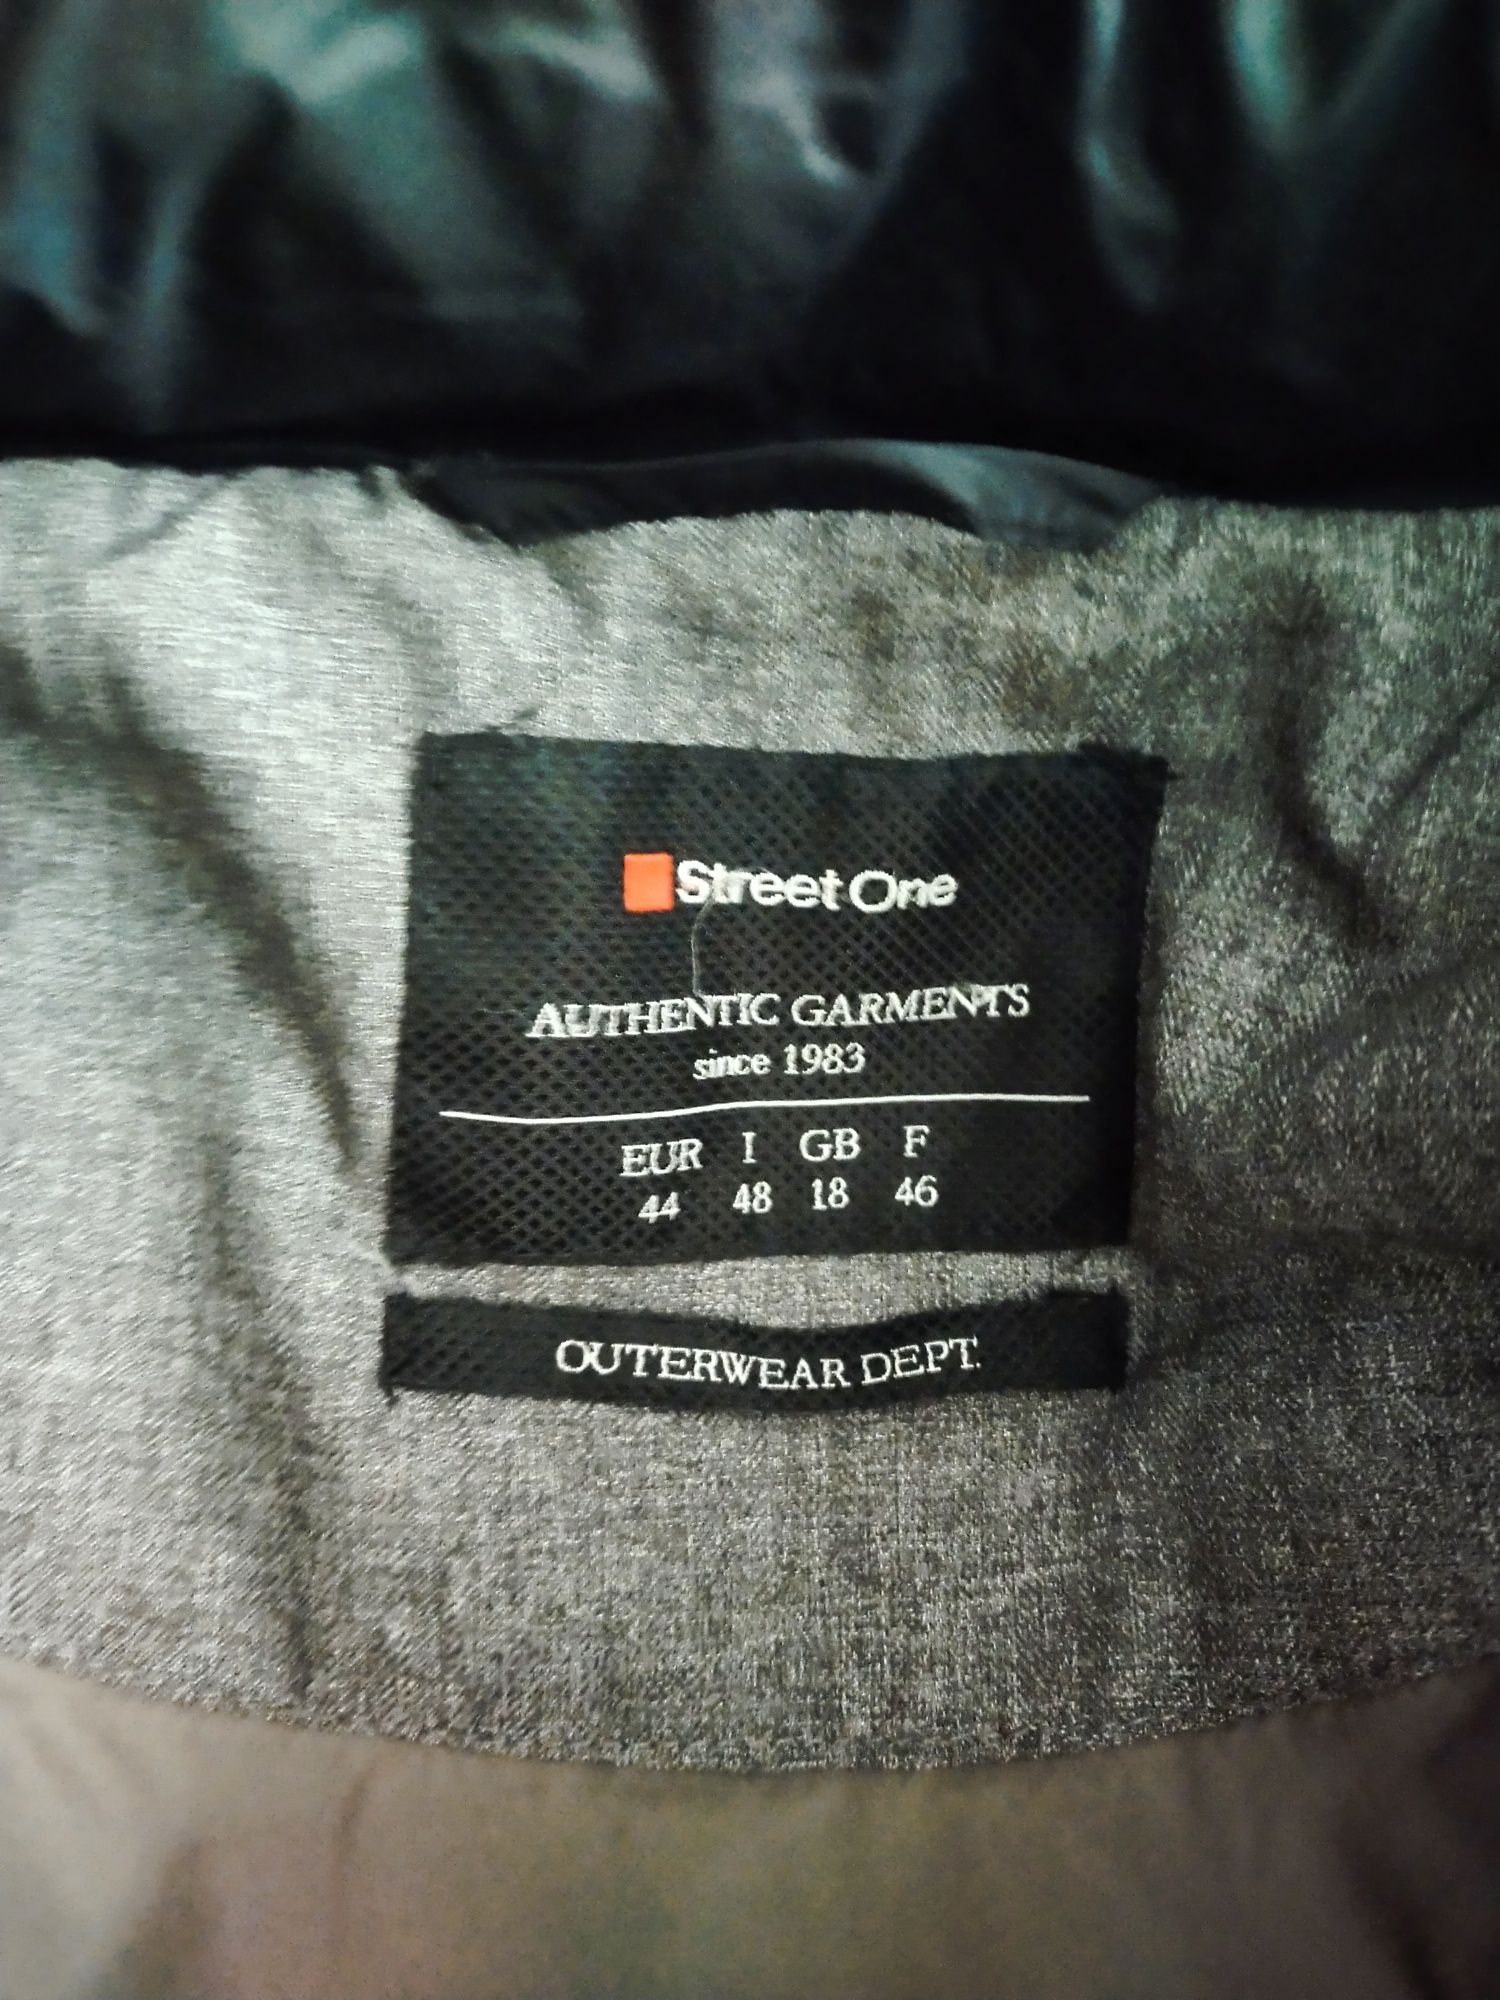 Street One
AUTHENTIC GARMENTS
since 1983
EUR I GB F
44 48 18 46
OUTERWEAR DEPT.